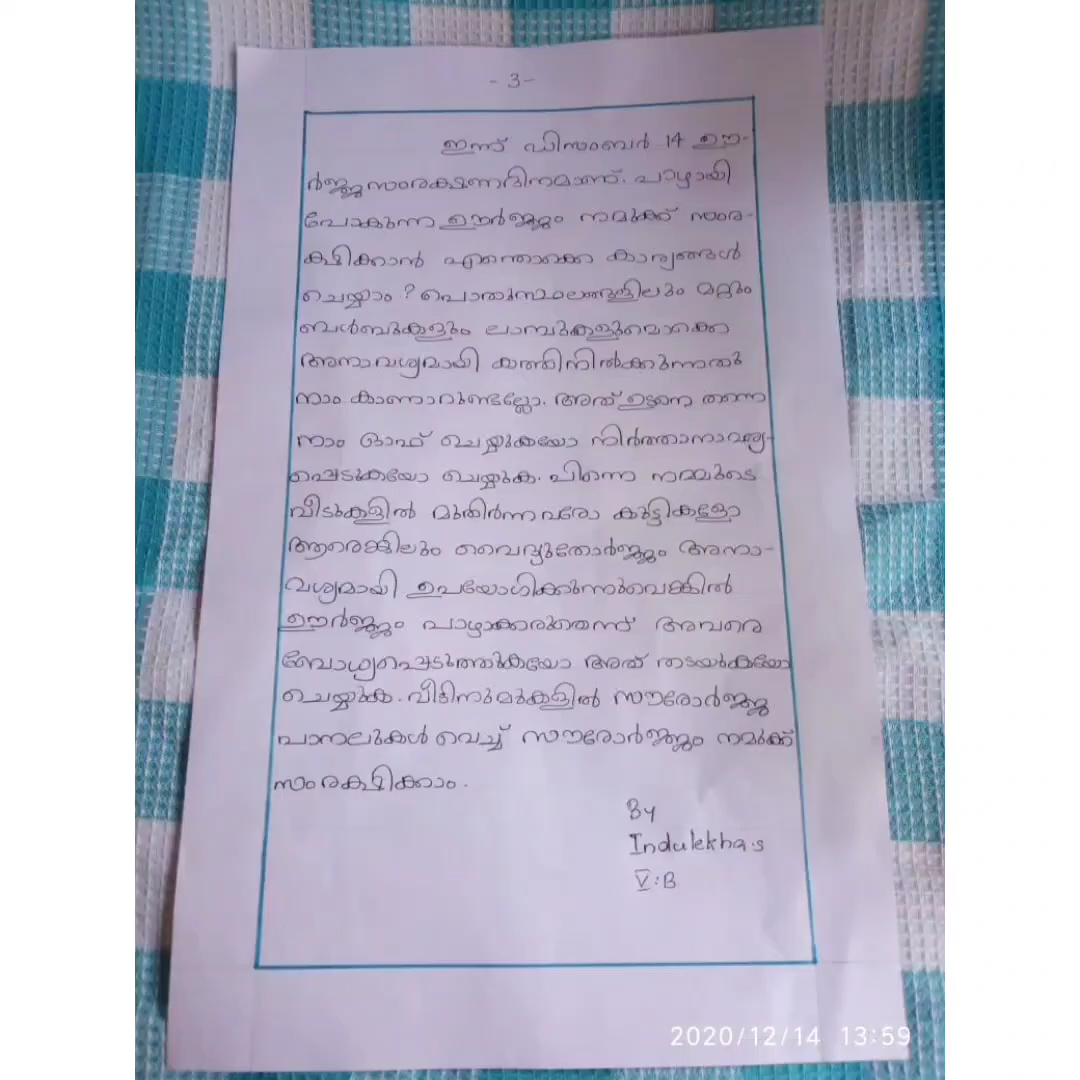 - 3 -
ഇന്ന് ഡിസംബർ 14 ഊ-
ർജ്ജസംരക്ഷണദിനമാണ്. പാഴായി
പോകുന്ന ഊർജ്ജം നമുക്ക് സംര-
ക്ഷിക്കാൻ എന്തൊക്കെ കാര്യങ്ങൾ
ചെയ്യാം? പൊതുസ്ഥലങ്ങളിലും മറ്റും
ബൾബുകളും ലാമ്പുകളുമൊക്കെ
അനാവശ്യമായി കത്തിനിൽക്കുന്നതു
നാം കാണാറുണ്ടല്ലോ. അത് ഉടനെ തന്നെ
നാം ഓഫ് ചെയ്യുകയോ നിർത്താനാവശ്യ-
പ്പെടുകയോ ചെയ്യുക. പിന്നെ നമ്മുടെ
വീടുകളിൽ മുതിർന്നവരോ കുട്ടികളോ
ആരെങ്കിലും വൈദ്യുതോർജ്ജം അനാ-
വശ്യമായി ഉപയോഗിക്കുന്നുവെങ്കിൽ
ഊർജ്ജം പാഴാക്കരുതെന്ന് അവരെ
ബോധ്യപ്പെടുത്തുകയോ അത് തടയുകയോ
ചെയ്യുക. വീടിനുമുകളിൽ സൗരോർജ്ജ
പാനലുകൾ വെച്ച് സൗരോർജ്ജം നമുക്ക്
സംരക്ഷിക്കാം.
By
Indulekha.s
V:B
2020/12/14 13:59